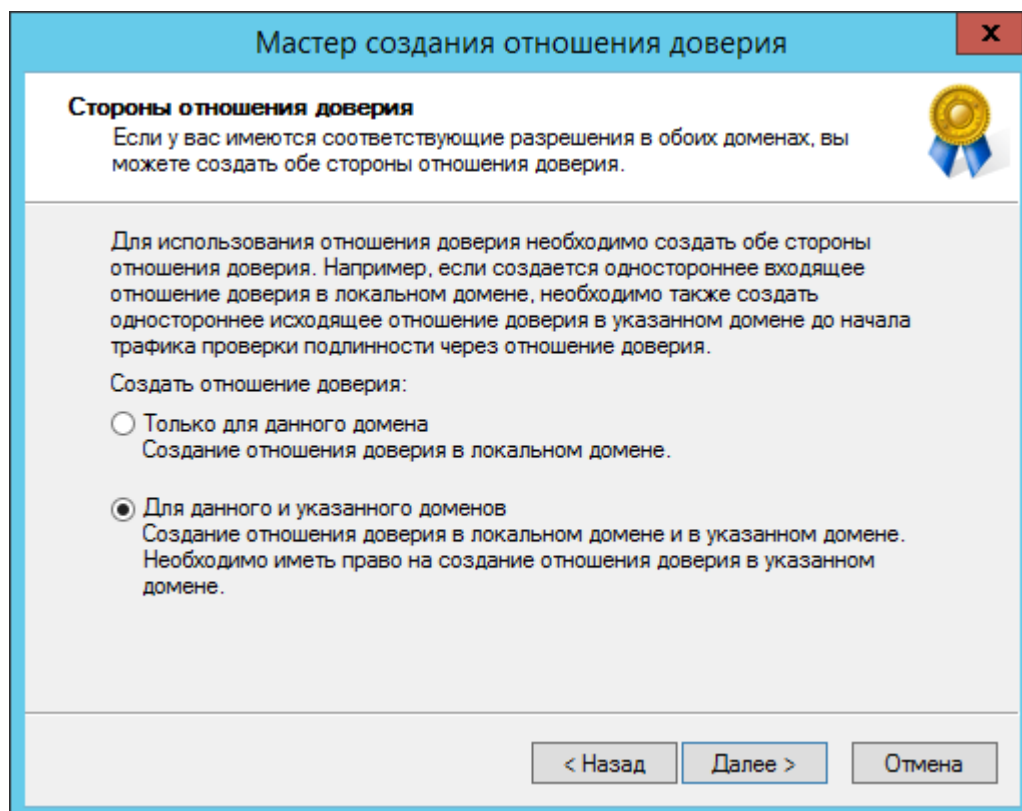 Мастер создания отношения доверия
x
Стороны отношения доверия
Если у вас имеются соответствующие разрешения в обоих доменах, вы
можете создать обе стороны отношения доверия.
Для использования отношения доверия необходимо создать обе стороны
отношения доверия. Например, если создается одностороннее входящее
отношение доверия в локальном домене, необходимо также создать
одностороннее исходящее отношение доверия в указанном домене до начала
трафика проверки подлинности через отношение доверия.
Создать отношение доверия:
Только для данного домена
Создание отношения доверия в локальном домене.
Для данного и указанного доменов
Создание отношения доверия в локальном домене и в указанном домене.
Необходимо иметь право на создание отношения доверия в указанном
домене.
< Назад Далее > Отмена